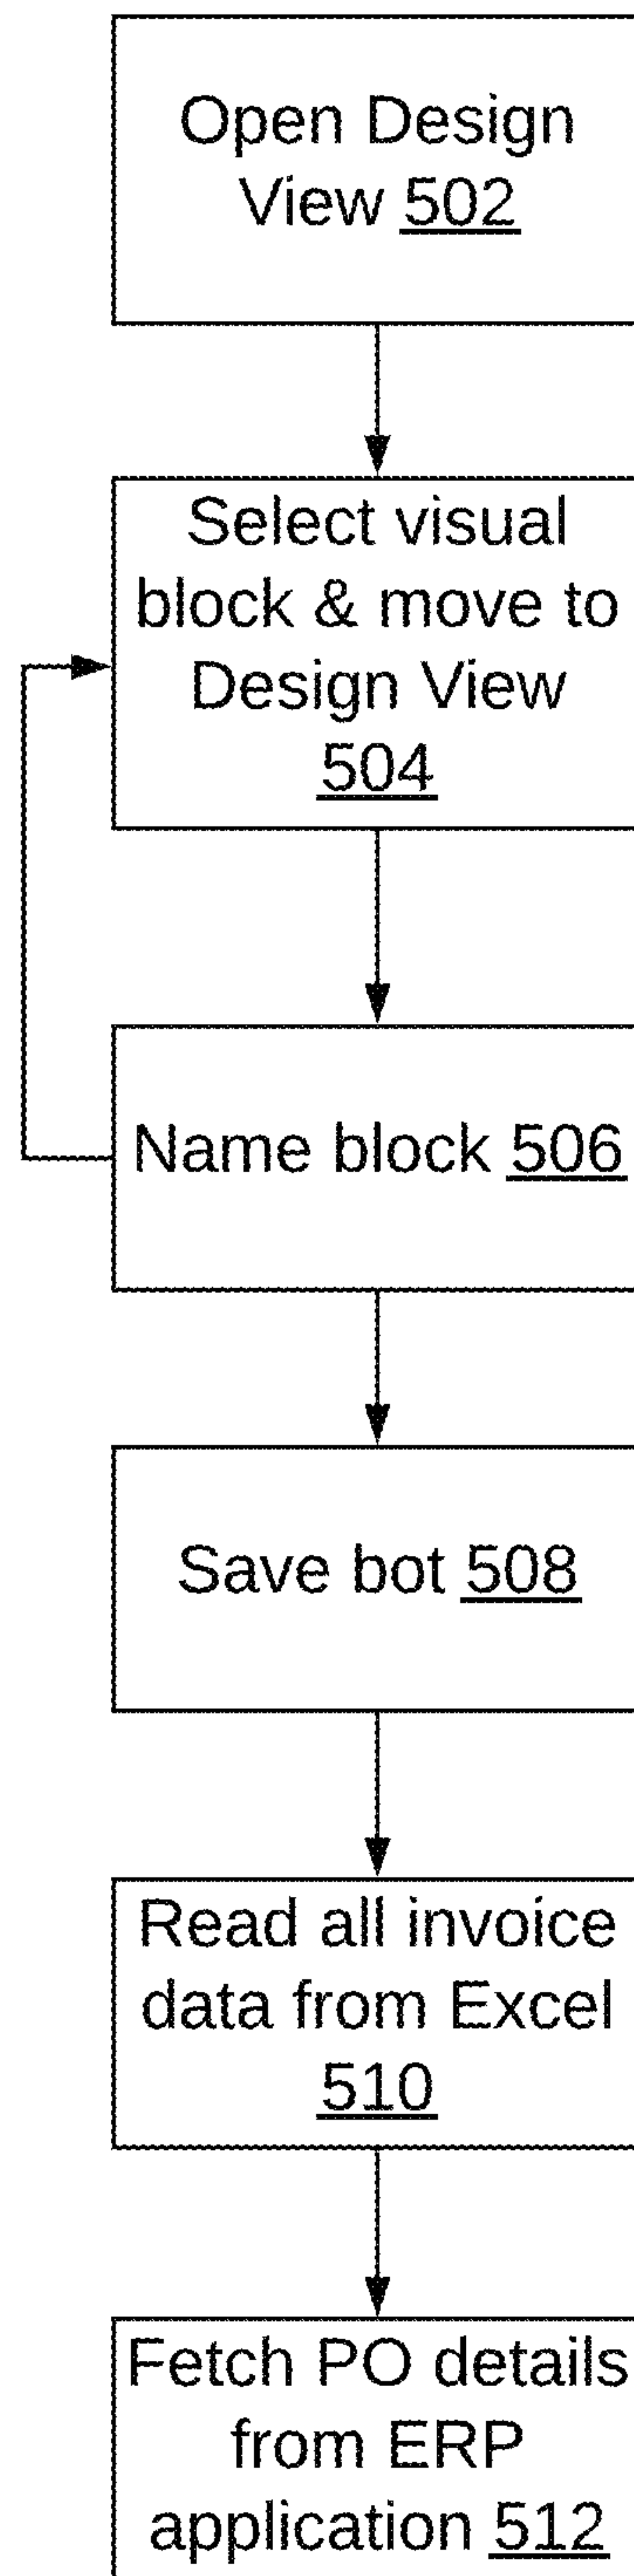 Open Design
View 502
Select visual
block & move to
Design View
504
Name block 506
Save bot 508
Read all invoice
data from Excel
510
Fetch PO details
from ERP
application 512